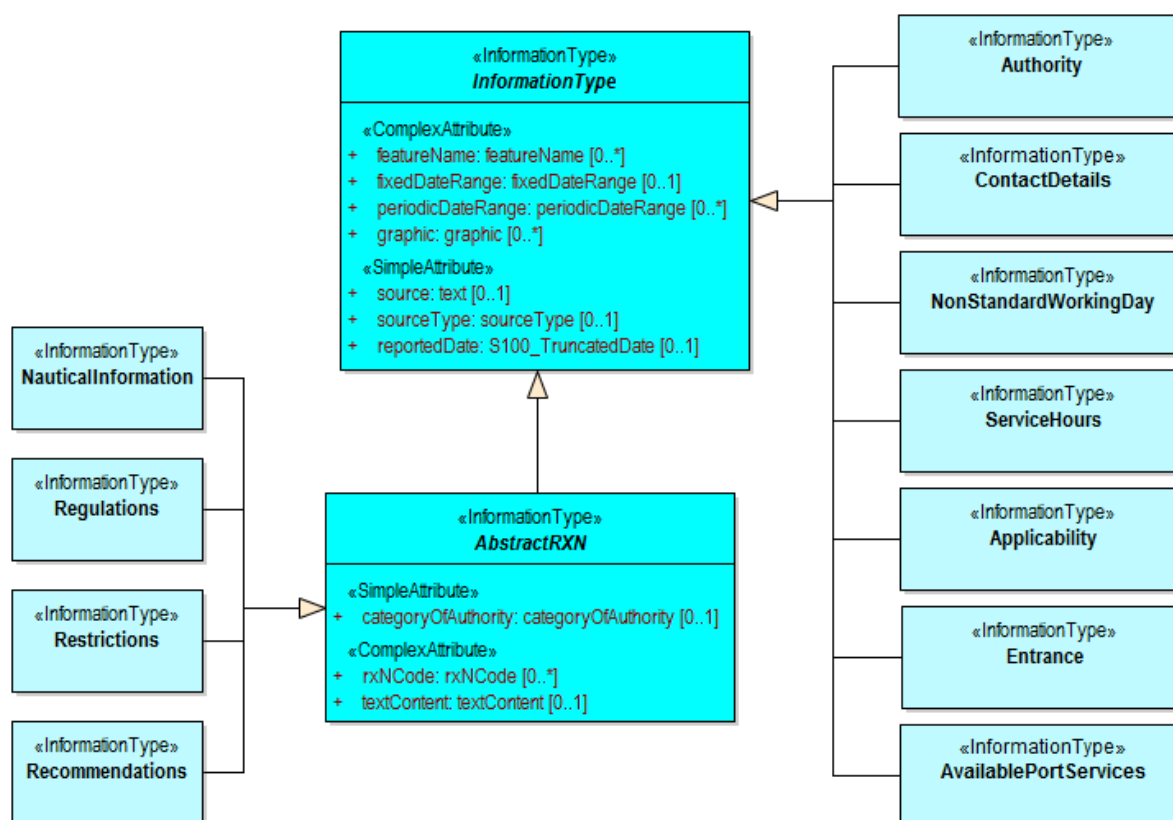 «InformationType»
InformationType
«ComplexAttribute»
+ featureName: featureName [0..*]
+ fixedDateRange: fixedDateRange [0..1]
+ periodicDateRange: periodicDateRange [0..*]
+ graphic: graphic [0..*]
«SimpleAttribute»
+ source: text [0..1]
+ sourceType: sourceType [0..1]
+ reportedDate: S100_TruncatedDate [0..1]
«InformationType»
Authority
«InformationType»
ContactDetails
«InformationType»
NonStandardWorkingDay
«InformationType»
ServiceHours
«InformationType»
Applicability
«InformationType»
Entrance
«InformationType»
AvailablePortServices
«InformationType»
NauticalInformation
«InformationType»
Regulations
«InformationType»
Restrictions
«InformationType»
Recommendations
«InformationType»
AbstractRXN
«SimpleAttribute»
+ categoryOfAuthority: categoryOfAuthority [0..1]
«ComplexAttribute»
+ rxNCode: rxNCode [0..*]
+ textContent: textContent [0..1]